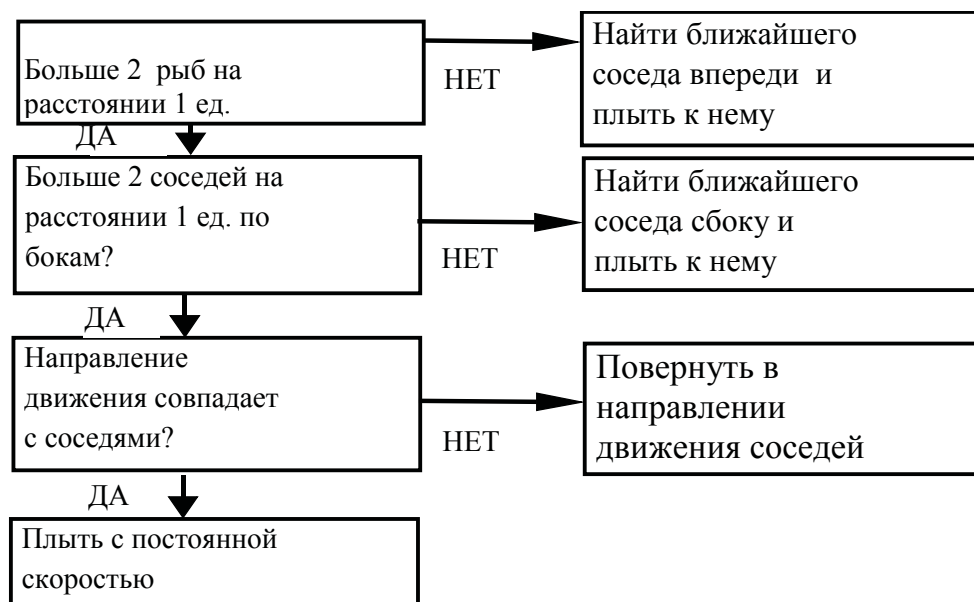 Больше 2 рыб на
расстоянии 1 ед.
НЕТ
Найти ближайшего
соседа впереди и
плыть к нему
ДА
Больше 2 соседей на
расстоянии 1 ед. по
бокам?
НЕТ
Найти ближайшего
соседа сбоку и
плыть к нему
ДА
Направление
движения совпадает
с соседями?
НЕТ
Повернуть в
направлении
движения соседей
ДА
Плыть с постоянной
скоростью